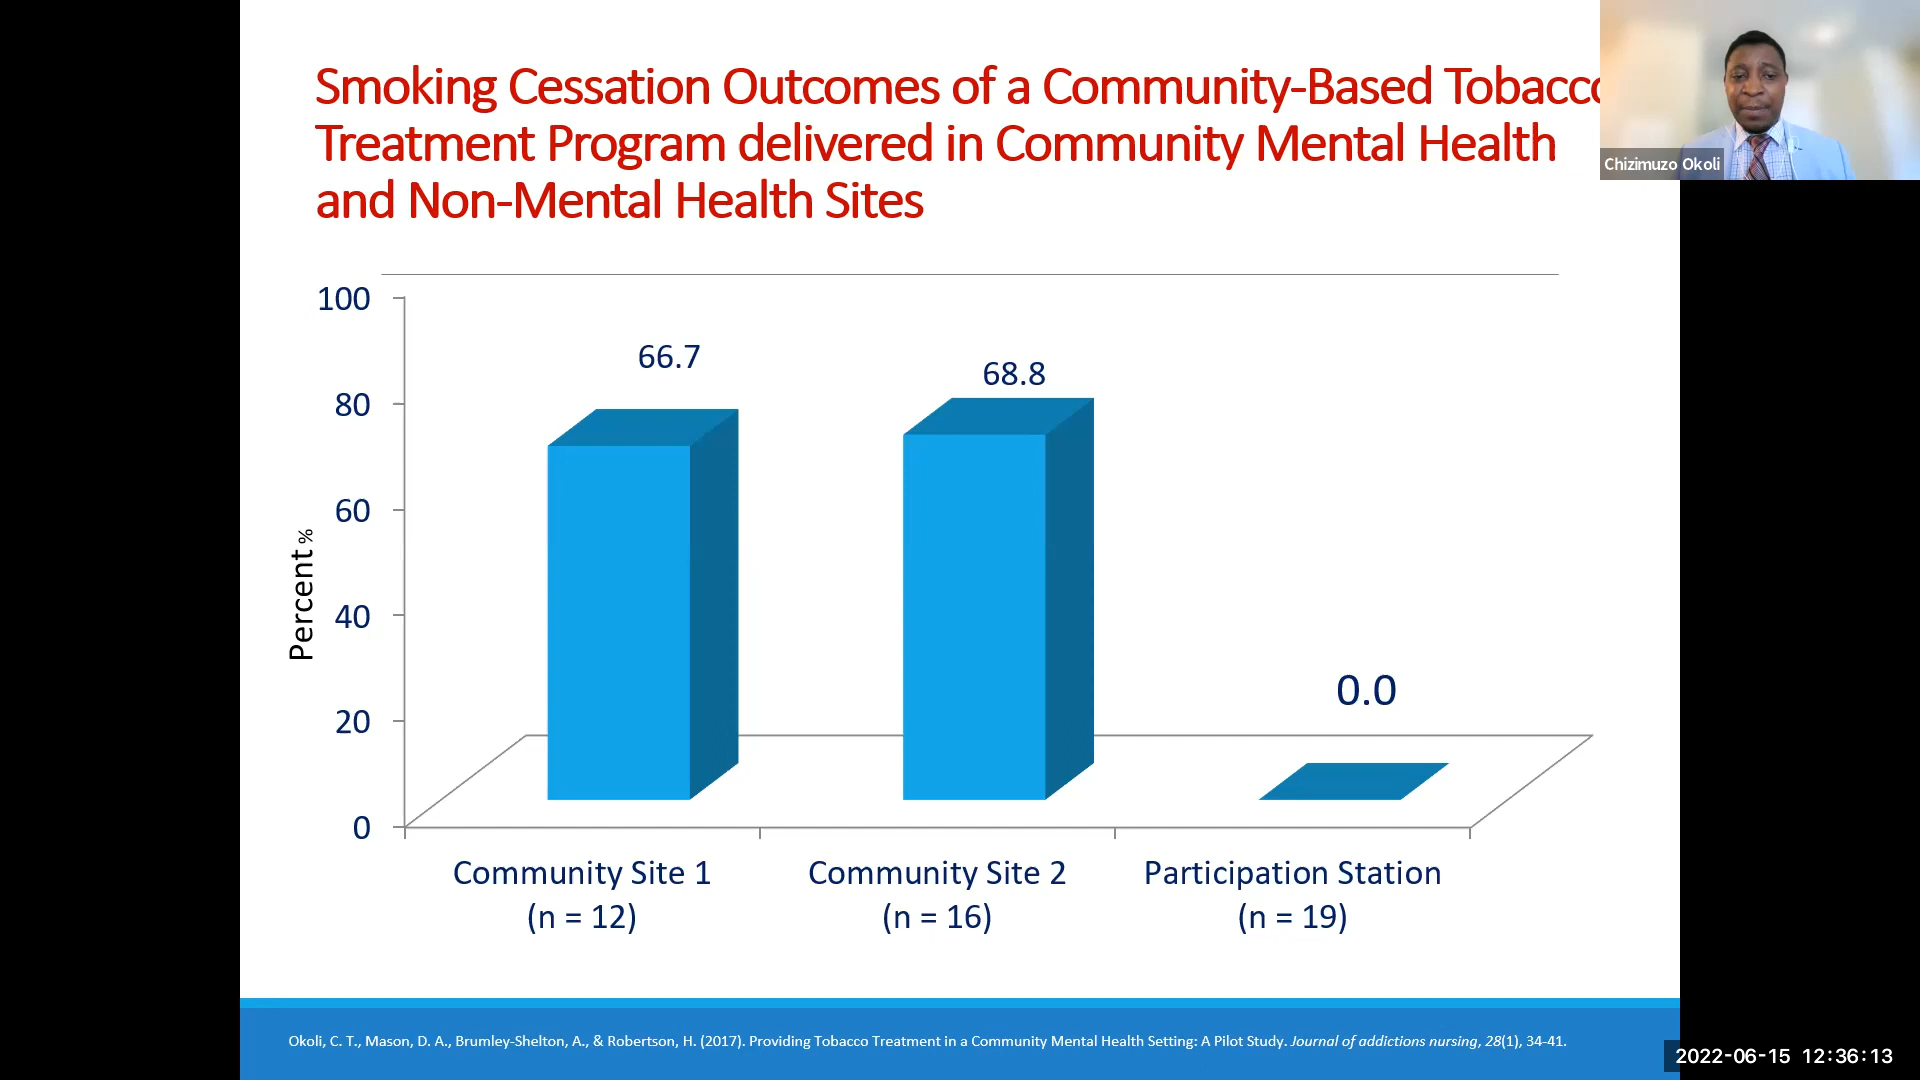 Smoking Cessation Outcomes of a Community-Based Tobacco
Treatment Program delivered in Community Mental Health
and Non-Mental Health Sites
Chizimuzo Okoli
100
80
60
40
20
0
Percent %
66.7
68.8
0.0
Community Site 1
(n = 12)
Community Site 2
(n = 16)
Participation Station
(n = 19)
Okoli, C. T., Mason, D. A., Brumley-Shelton, A., & Robertson, H. (2017). Providing Tobacco Treatment in a Community Mental Health Setting: A Pilot Study. Journal of addictions nursing, 28(1), 34-41.
2022-06-15 12:36:13